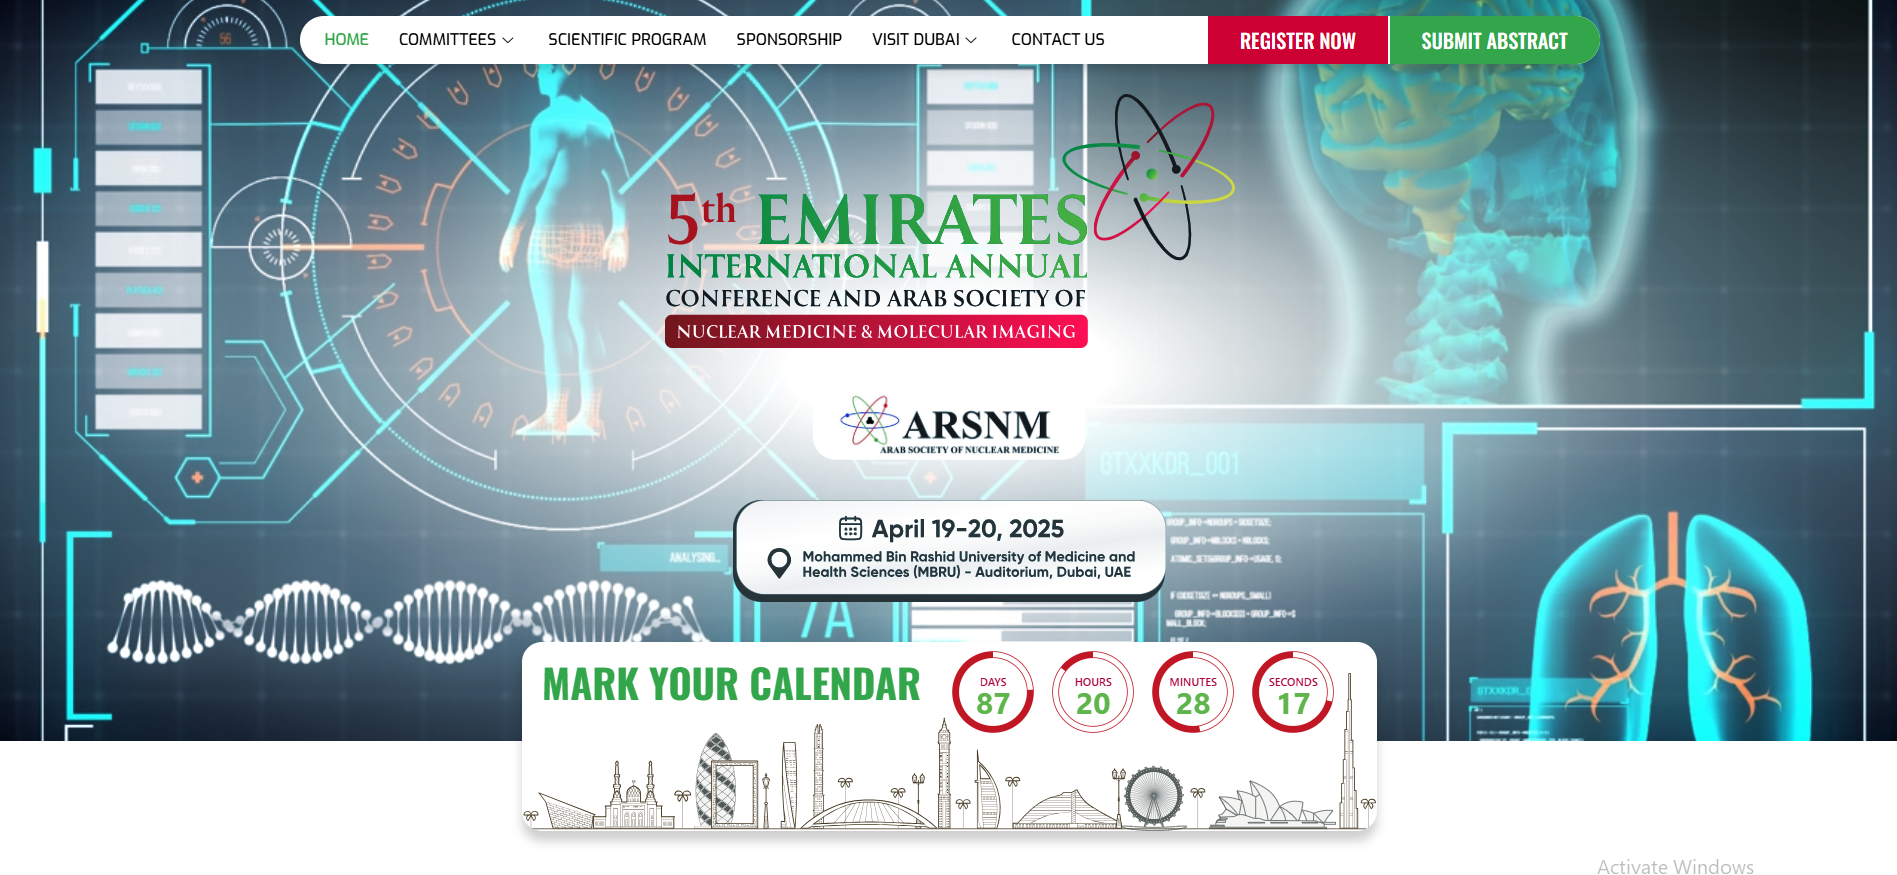 HOME
COMMITTEES
SCIENTIFIC PROGRAM
SPONSORSHIP
VISIT DUBAI
CONTACT US
REGISTER NOW
SUBMIT ABSTRACT
56
5th EMIRATES
INTERNATIONAL ANNUAL
CONFERENCE AND ARAB SOCIETY OF
NUCLEAR MEDICINE & MOLECULAR IMAGING
ARSNM
ARAB SOCIETY OF NUCLEAR MEDICINE
GTXXKDR_001
April 19-20, 2025
Mohammed Bin Rashid University of Medicine and
Health Sciences (MBRU) - Auditorium, Dubai, UAE
ANALYSING...
7A
MARK YOUR CALENDAR
DAYS
87
HOURS
20
MINUTES
28
SECONDS
17
Activate Windows